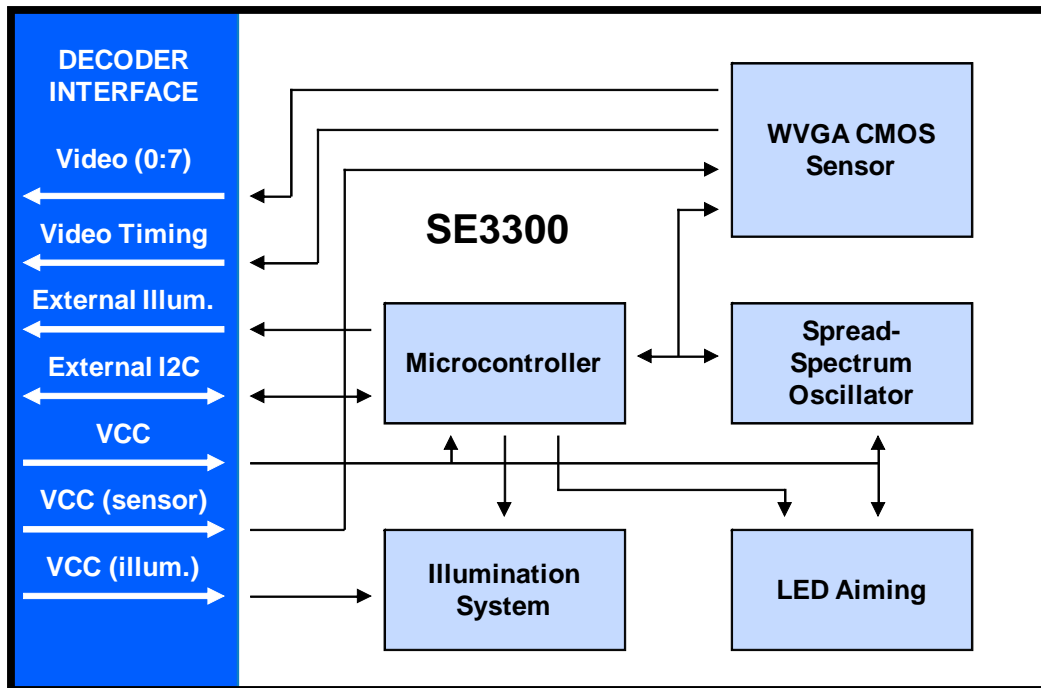 DECODER
INTERFACE
Video (0:7)
Video Timing
External Illum.
External I2C
VCC
VCC (sensor)
VCC (illum.)
SE3300
WVGA CMOS
Sensor
Microcontroller
Spread-
Spectrum
Oscillator
Illumination
System
LED Aiming